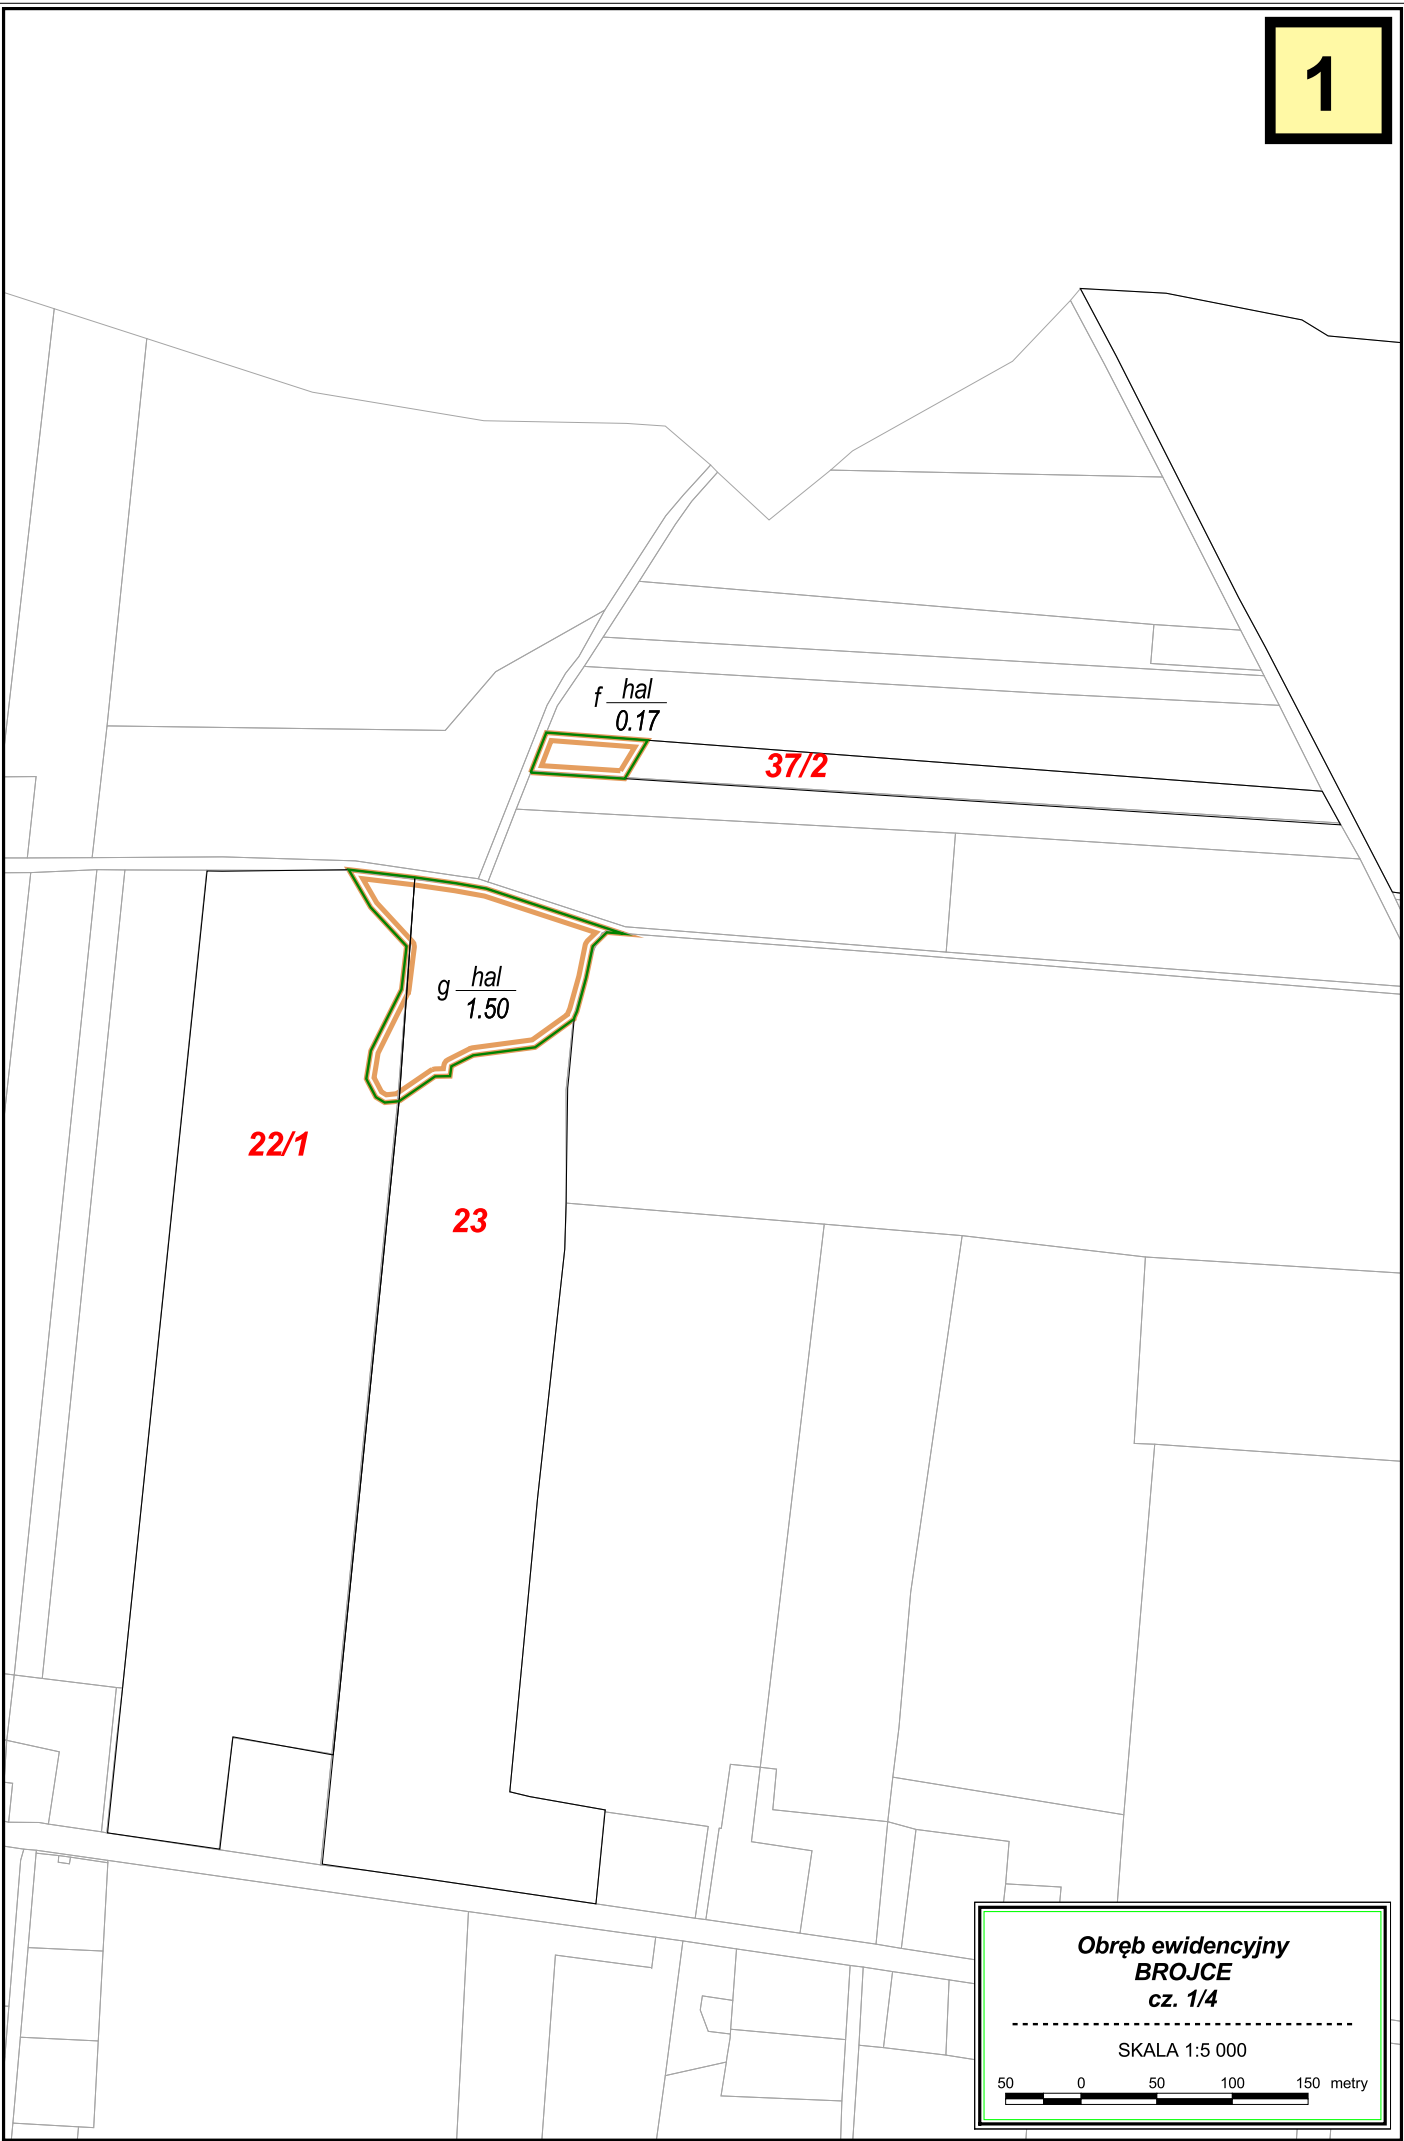 1
f hal
0.17
37/2
g hal
1.50
22/1
23
Obręb ewidencyjny
BROJCE
cz. 1/4
SKALA 1:5 000
50 0 50 100 150 metry